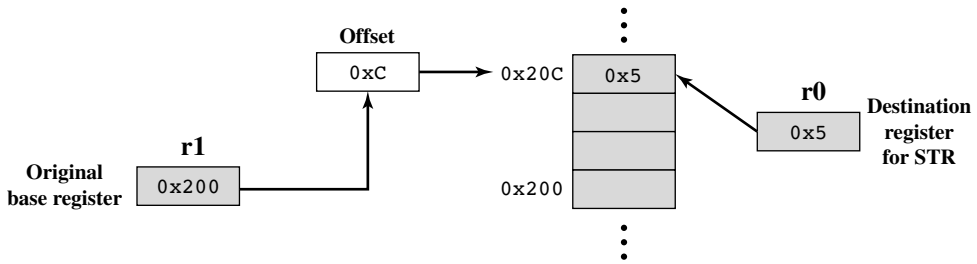 Offset
0xC
0x20C
0x5
r0
0x5
Destination
register
for STR
r1
Original
base register
0x200
0x200